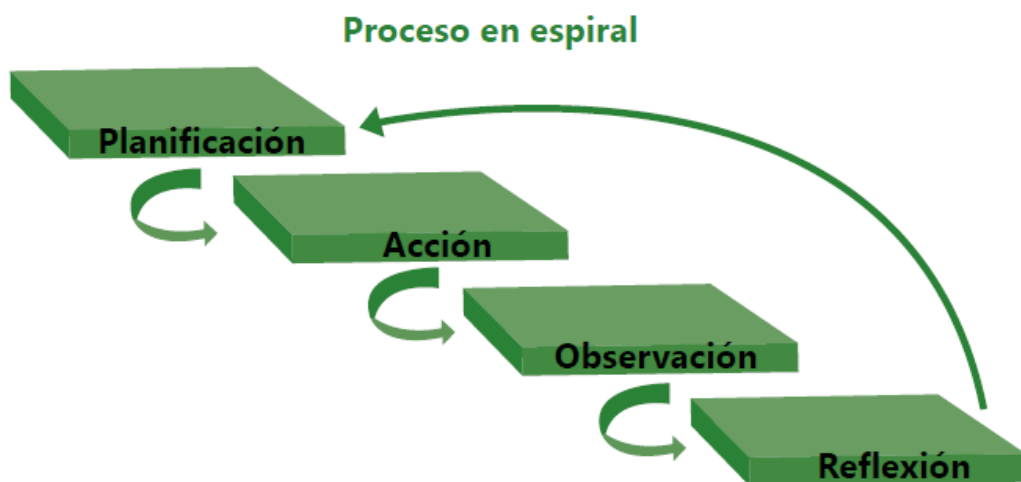 Proceso en espiral
Planificación
Acción
Observación
Reflexión